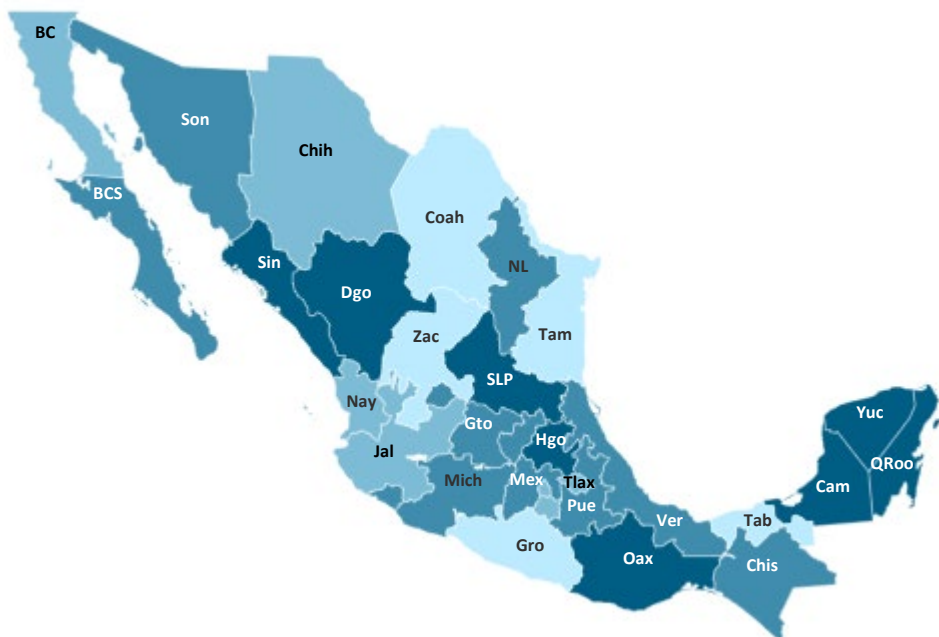 BC
Son
Chih
BCS
Coah
Sin
NL
Dgo
Zac
Tam
SLP
Nay
Gto
Yuc
Hgo
Jal
QRoo
Mich
Mex
Tlax
Cam
Pue
Ver
Tab
Gro
Oax
Chis